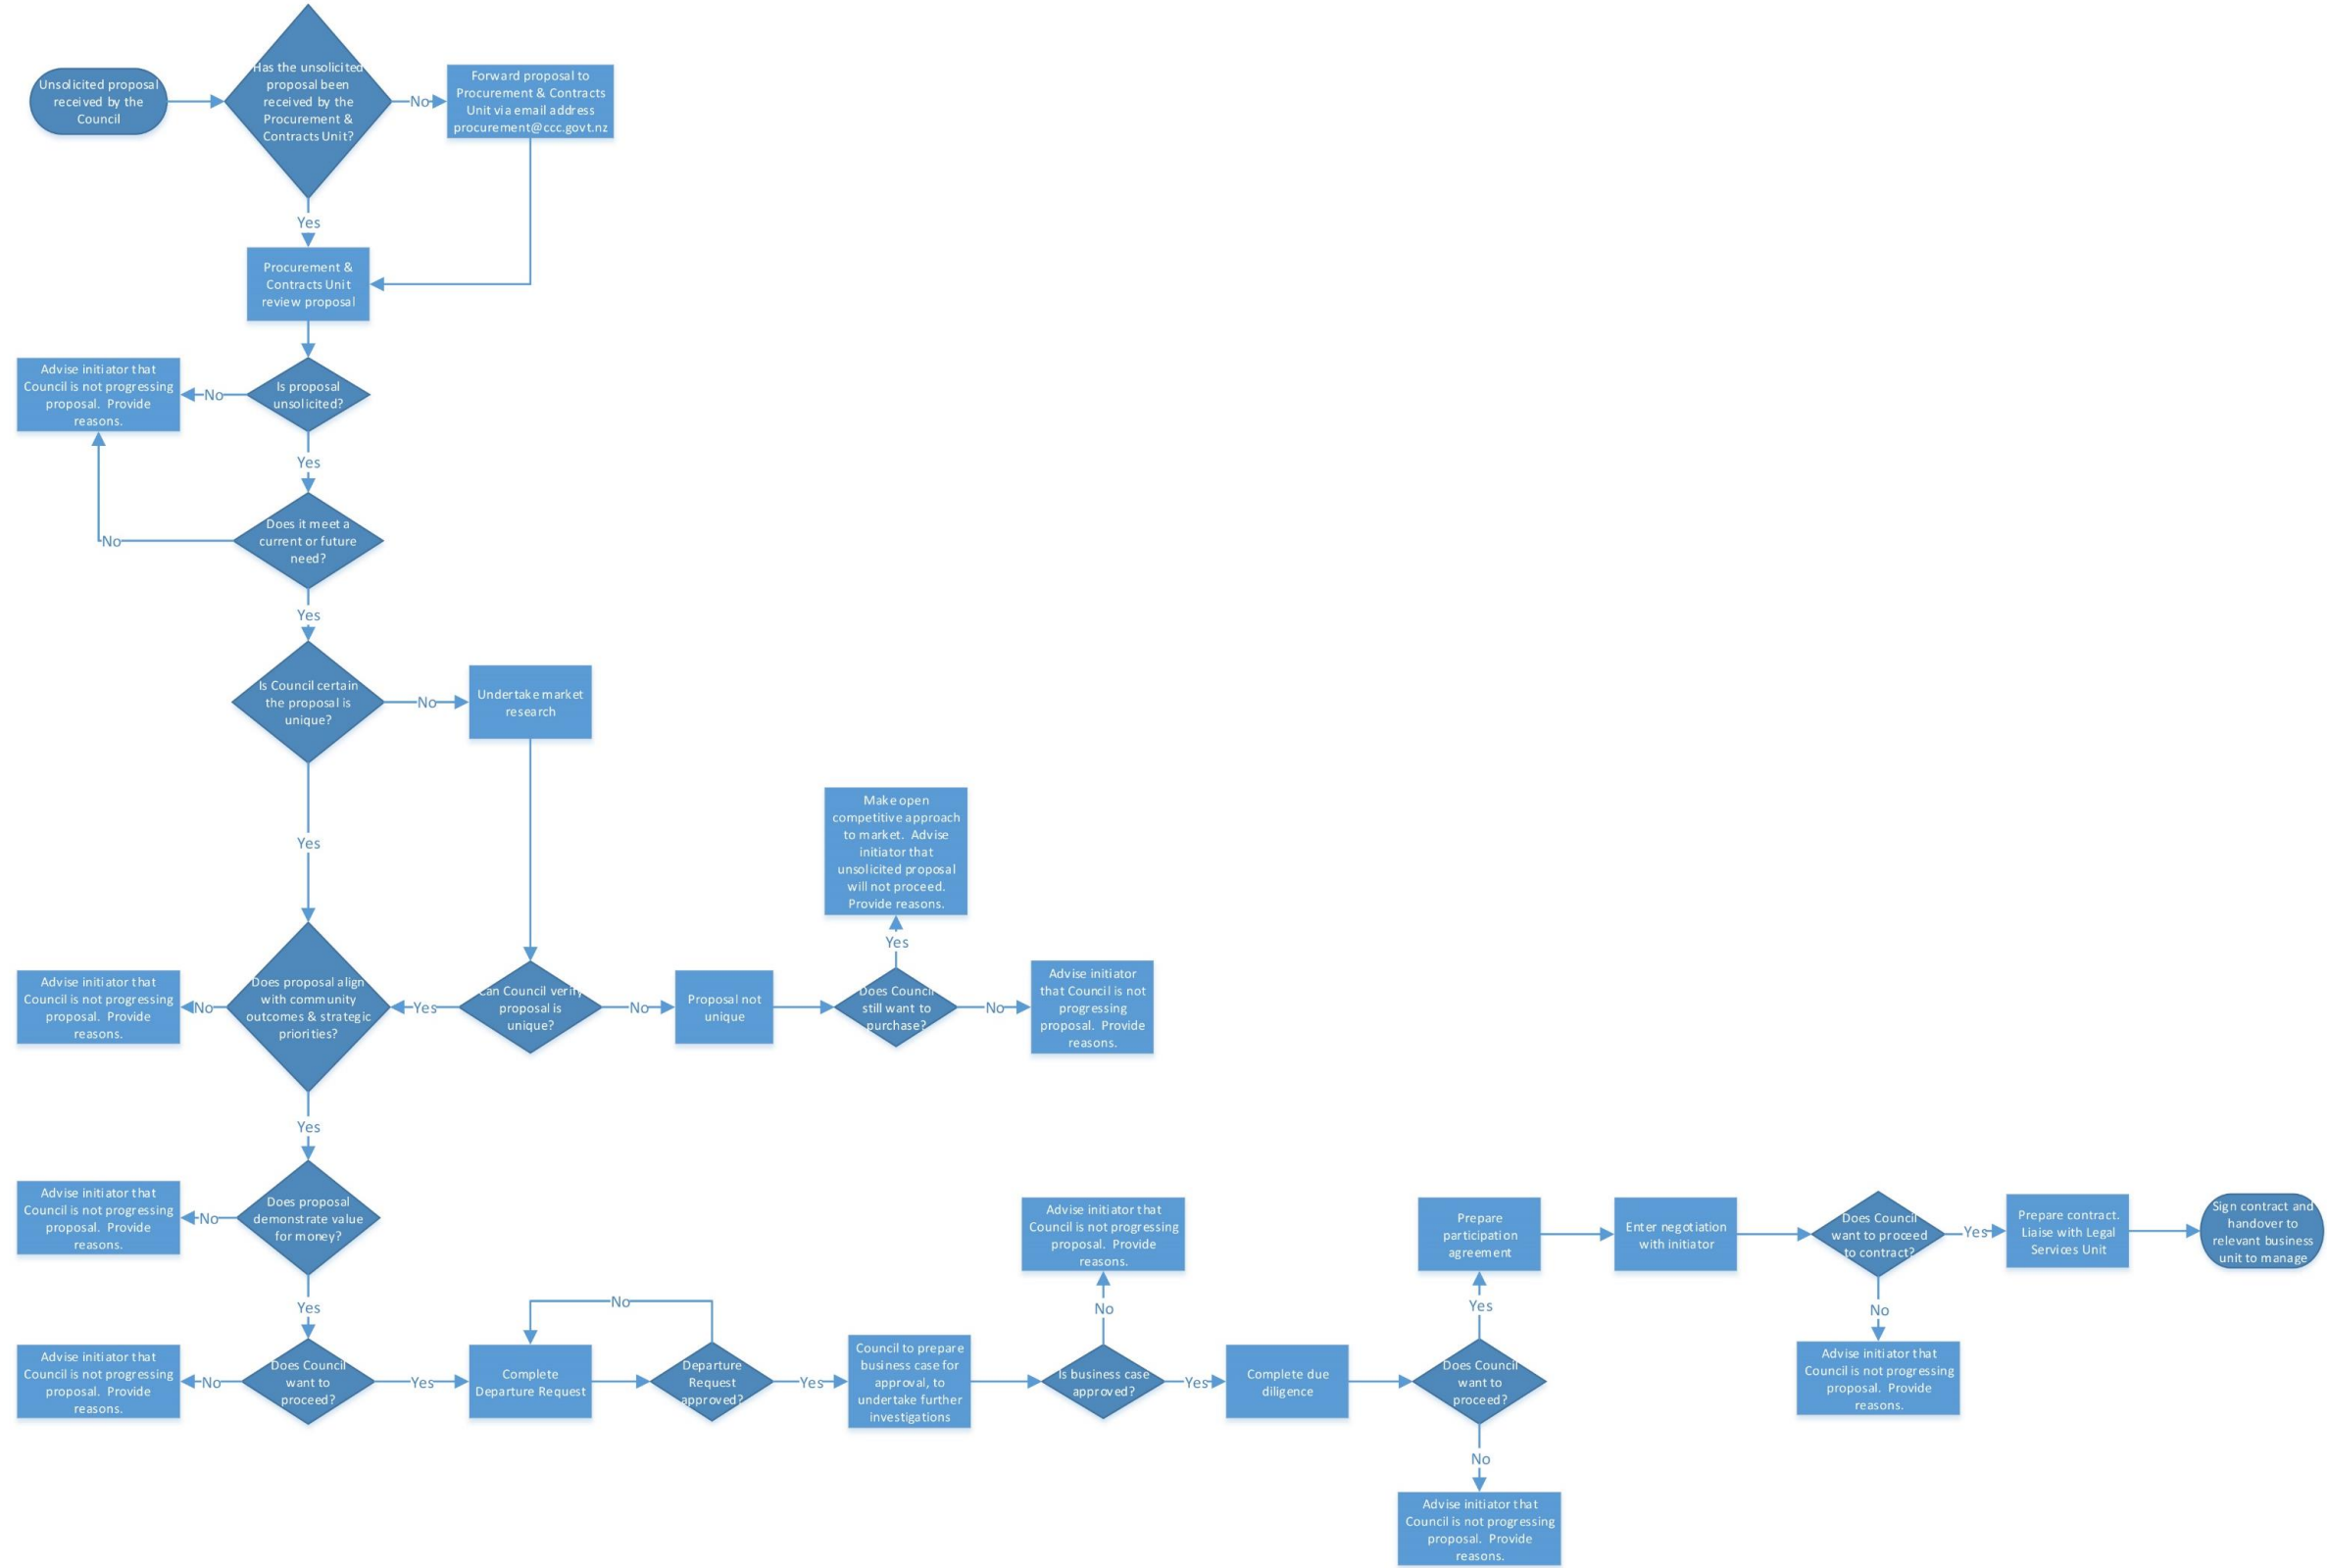 Unsolicited proposal
received by the
Council
Has the unsolicited
proposal been
received by the
Procurement &
Contracts Unit?
No
Forward proposal to
Procurement & Contracts
Unit via email address
procurement@ccc.govt.nz
Yes
Procurement &
Contracts Unit
review proposal
Advise initiator that
Council is not progressing
proposal. Provide
reasons.
No
Is proposal
unsolicited?
Yes
No
Does it meet a
current or future
need?
Yes
Is Council certain
the proposal is
unique?
No
Undertake market
research
Yes
Make open
competitive approach
to market. Advise
initiator that
unsolicited proposal
will not proceed.
Provide reasons.
Yes
Advise initiator that
Council is not progressing
proposal. Provide
reasons.
No
Does proposal align
with community
outcomes & strategic
priorities?
Yes
Can Council verify
proposal is
unique?
No
Proposal not
unique
Does Council
still want to
purchase?
No
Advise initiator
that Council is not
progressing
proposal. Provide
reasons.
Yes
Advise initiator that
Council is not progressing
proposal. Provide
reasons.
No
Does proposal
demonstrate value
for money?
Yes
Advise initiator that
Council is not progressing
proposal. Provide
reasons.
No
Does Council
want to
proceed?
Yes
Complete
Departure Request
No
Departure
Request
approved?
Yes
Council to prepare
business case for
approval, to
undertake further
investigations
Is business case
approved?
No
Advise initiator that
Council is not progressing
proposal. Provide
reasons.
Yes
Complete due
diligence
Does Council
want to
proceed?
No
Advise initiator that
Council is not progressing
proposal. Provide
reasons.
Yes
Prepare
participation
agreement
Enter negotiation
with initiator
Does Council
want to proceed
to contract?
No
Advise initiator that
Council is not progressing
proposal. Provide
reasons.
Yes
Prepare contract.
Liaise with Legal
Services Unit
Sign contract and
handover to
relevant business
unit to manage